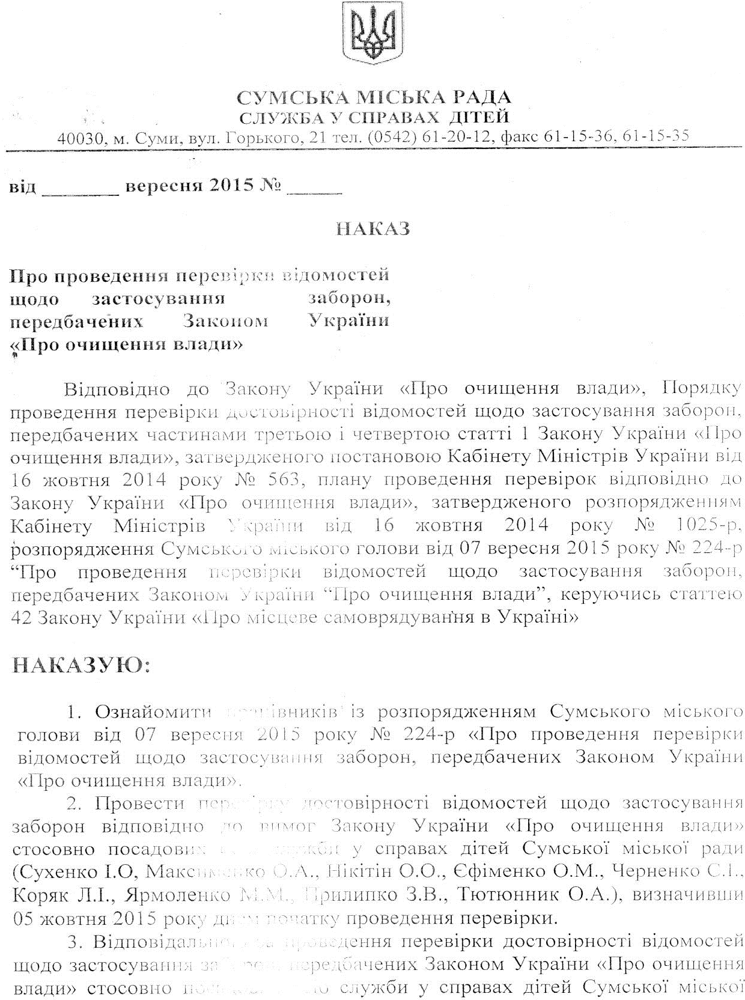 СУМСЬКА МІСЬКА РАДА
СЛУЖБА У СПРАВАХ ДІТЕЙ
40030, м. Суми, вул. Горького, 21 тел. (0542) 61-20-12, факс 61-15-36, 61-15-35
від ________ вересня 2015 № _____
НАКАЗ
Про проведення перевірки відомостей
щодо застосування заборон,
передбачених Законом України
«Про очищення влади»
Відповідно до Закону України «Про очищення влади», Порядку
проведення перевірки достовірності відомостей щодо застосування заборон,
передбачених частинами третьою і четвертою статті 1 Закону України «Про
очищення влади», затвердженого постановою Кабінету Міністрів України від
16 жовтня 2014 року № 563, плану проведення перевірок відповідно до
Закону України «Про очищення влади», затвердженого розпорядженням
Кабінету Міністрів України від 16 жовтня 2014 року № 1025-р,
розпорядження Сумського міського голови від 07 вересня 2015 року № 224-р
“Про проведення перевірки відомостей щодо застосування заборон,
передбачених Законом України “Про очищення влади”, керуючись статтею
42 Закону України «Про місцеве самоврядування в Україні»
НАКАЗУЮ:
1. Ознайомити працівників із розпорядженням Сумського міського
голови від 07 вересня 2015 року № 224-р «Про проведення перевірки
відомостей щодо застосування заборон, передбачених Законом України
«Про очищення влади».
2. Провести перевірку достовірності відомостей щодо застосування
заборон відповідно до вимог Закону України «Про очищення влади»
стосовно посадових служби у справах дітей Сумської міської ради
(Сухенко І.О, Максименко О.А., Нікітін О.О., Єфіменко О.М., Черненко С.І.,
Коряк Л.І., Ярмоленко М.М., Прилипко З.В., Тютюнник О.А.), визначивши
05 жовтня 2015 року днем початку проведення перевірки.
3. проведення перевірки достовірності відомостей
щодо застосування заборон, передбачених Законом України «Про очищення
влади» стосовно служби у справах дітей Сумської міської